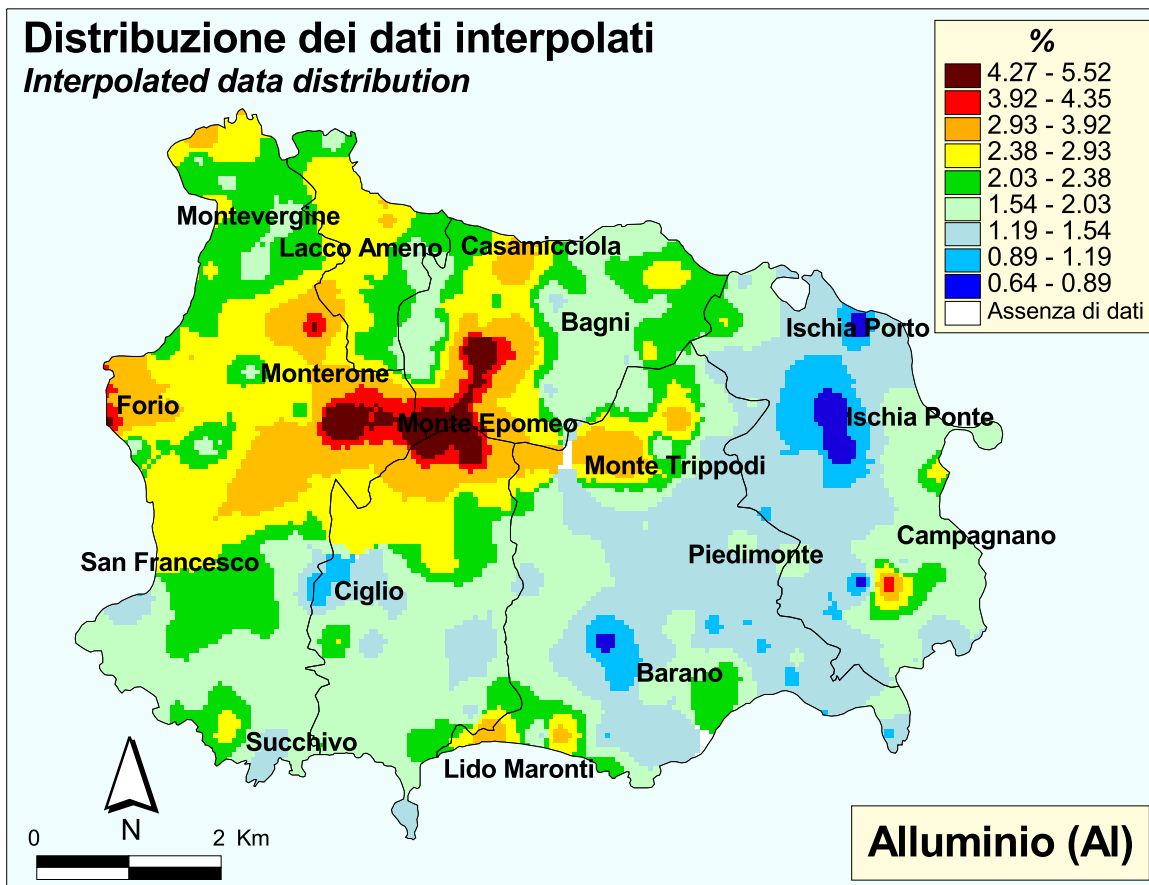 Distribuzione dei dati interpolati
Interpolated data distribution
%
4.27 - 5.52
3.92 - 4.35
2.93 - 3.92
2.38 - 2.93
2.03 - 2.38
1.54 - 2.03
1.19 - 1.54
0.89 - 1.19
0.64 - 0.89
Assenza di dati
Montevergine
Lacco Ameno
Casamicciola
Bagni
Ischia Porto
Monterone
Forio
Monte Epomeo
Ischia Ponte
Monte Trippodi
San Francesco
Ciglio
Piedimonte
Campagnano
Barano
Succhivo
Lido Maronti
N
0 2 Km
Alluminio (Al)